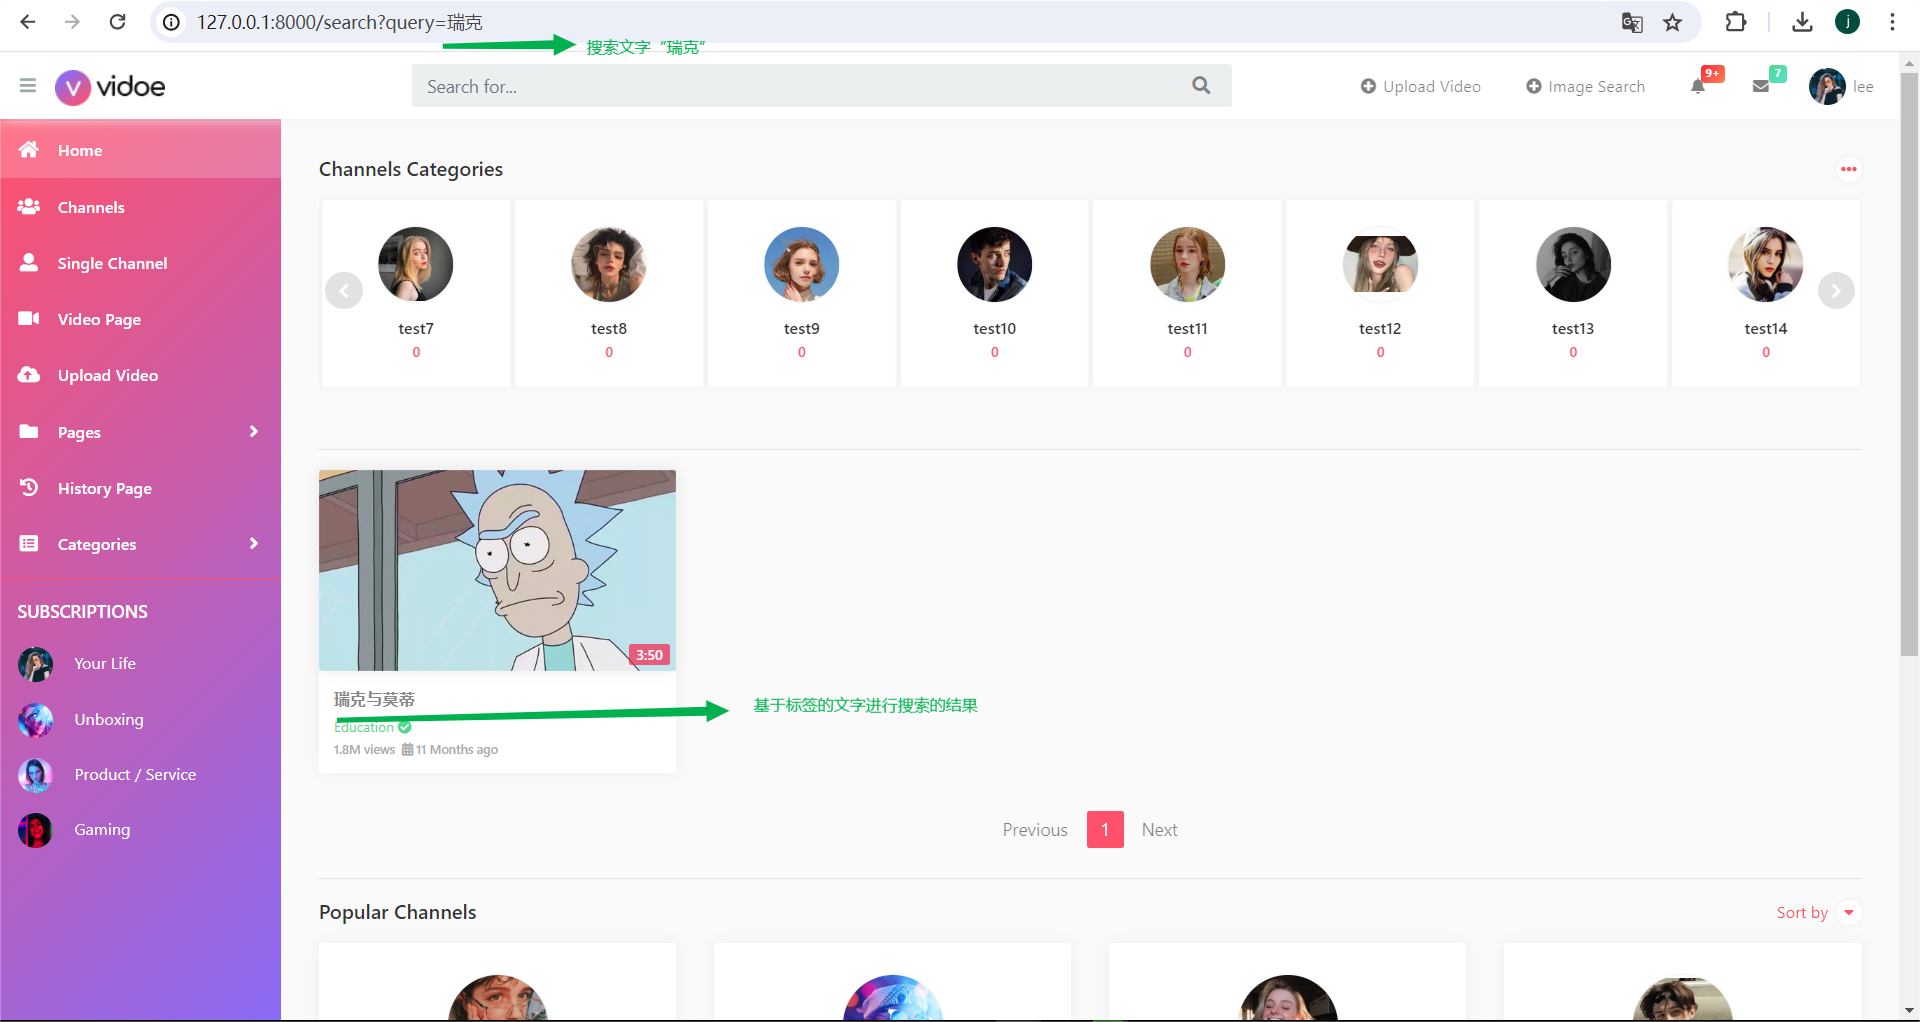 127.0.0.1:8000/search?query=瑞克
j
搜索文字“瑞克”
V vidoe
Search for...
Upload Video
Image Search
9+
7
lee
Home
Channels
Single Channel
Video Page
Upload Video
Pages
History Page
Categories
SUBSCRIPTIONS
Your Life
Unboxing
Product / Service
Gaming
Channels Categories
test7
0
test8
0
test9
0
test10
0
test11
0
test12
0
test13
0
test14
0
3:50
瑞克与莫蒂
Education
1.8M views 11 Months ago
基于标签的文字进行搜索的结果
Previous 1 Next
Popular Channels
Sort by